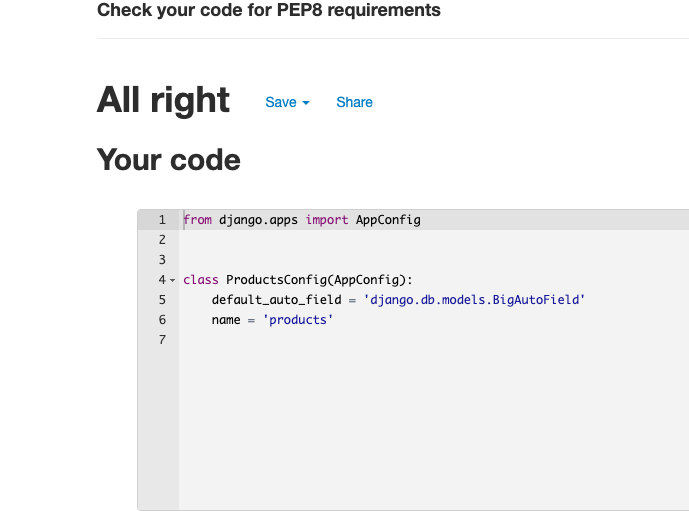 Check your code for PEP8 requirements
All right Save Share
Your code
1 from django.apps import AppConfig
2
3
4 class ProductsConfig(AppConfig):
5     default_auto_field = 'django.db.models.BigAutoField'
6     name = 'products'
7